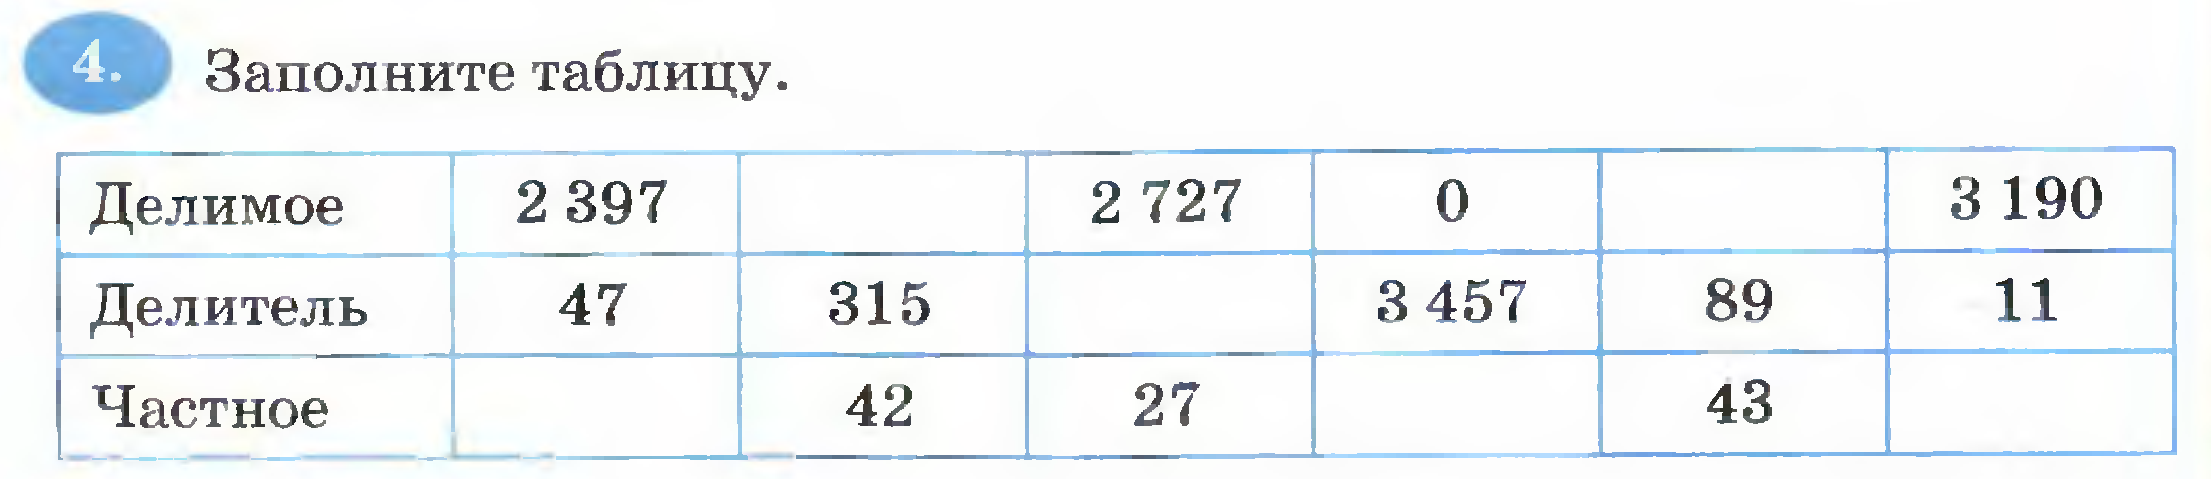 4. Заполните таблицу.
Делимое 2 397 2 727 0 3 190
Делитель 47 315 3 457 89 11
Частное 42 27 43